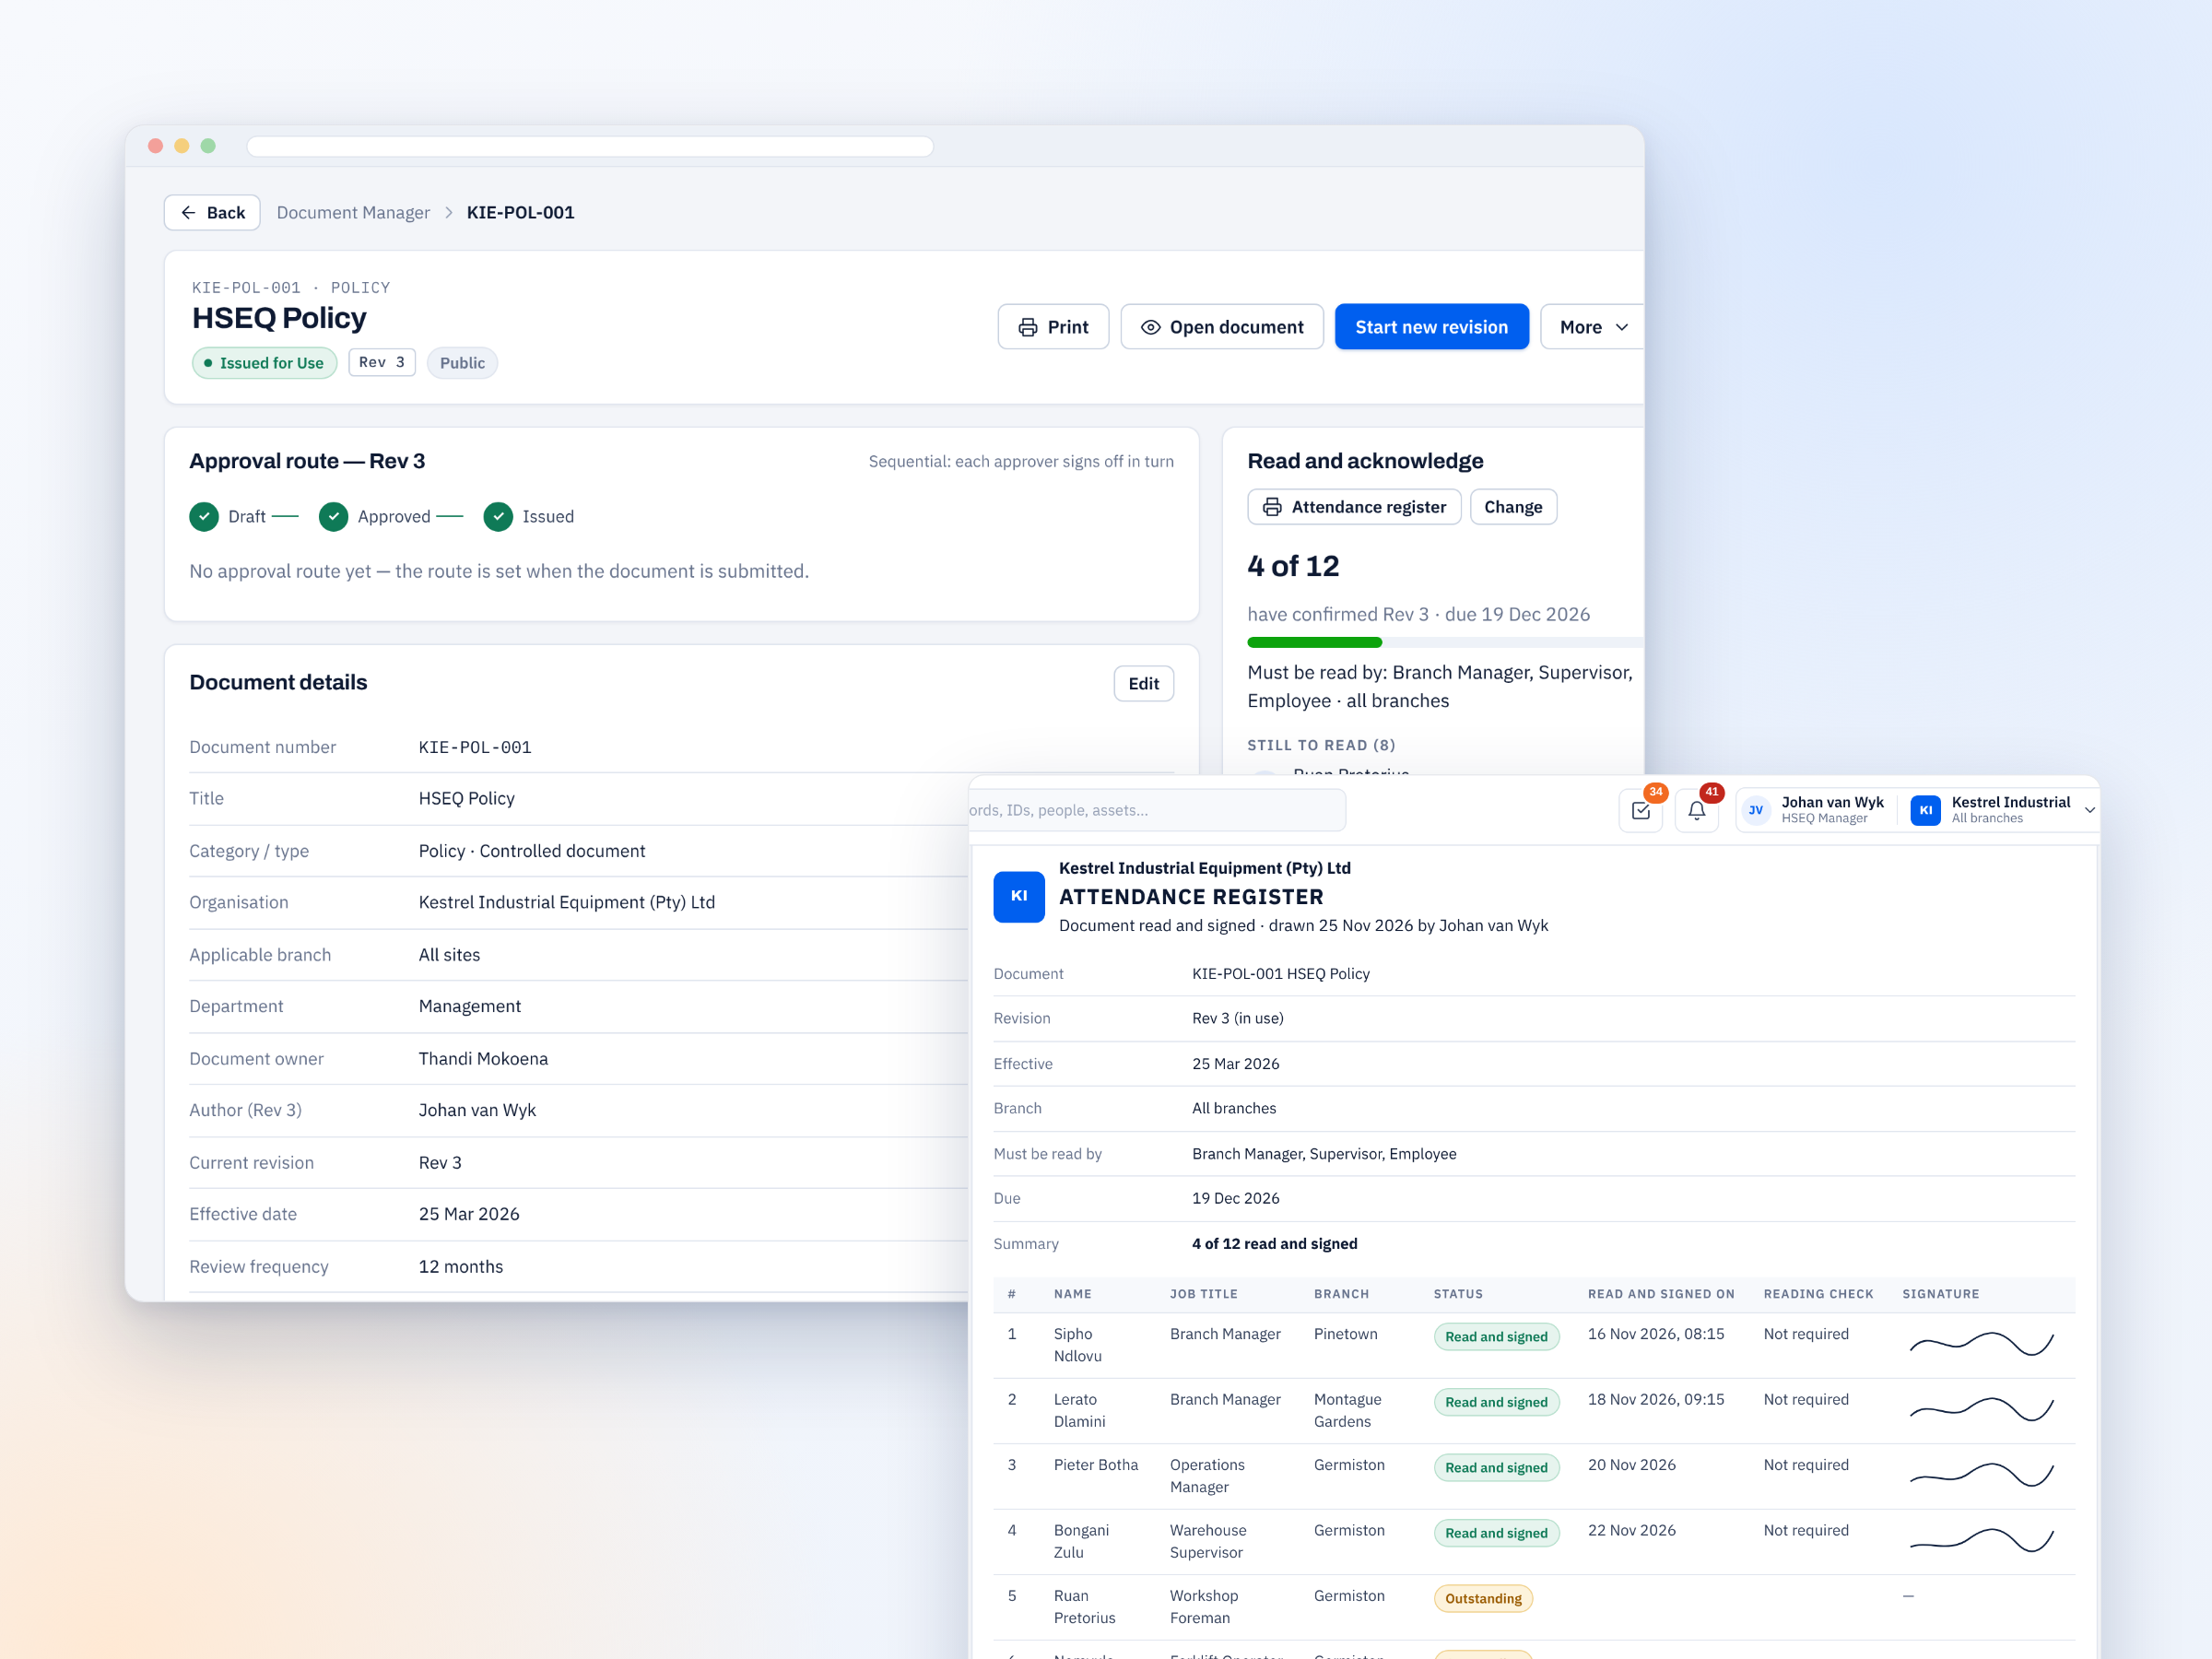 Back Document Manager > KIE-POL-001
KIE-POL-001 · POLICY
HSEQ Policy
Issued for Use Rev 3 Public
Print Open document Start new revision More
Approval route — Rev 3 Sequential: each approver signs off in turn
Draft Approved Issued
No approval route yet — the route is set when the document is submitted.
Document details Edit
Document number KIE-POL-001
Title HSEQ Policy
Category / type Policy · Controlled document
Organisation Kestrel Industrial Equipment (Pty) Ltd
Applicable branch All sites
Department Management
Document owner Thandi Mokoena
Author (Rev 3) Johan van Wyk
Current revision Rev 3
Effective date 25 Mar 2026
Review frequency 12 months
Read and acknowledge
Attendance register Change
4 of 12
have confirmed Rev 3 · due 19 Dec 2026
Must be read by: Branch Manager, Supervisor,
Employee · all branches
STILL TO READ (8)
Ruan Pretorius
ords, IDs, people, assets...
34 41
JV Johan van Wyk
HSEQ Manager
KI Kestrel Industrial
All branches
KI
Kestrel Industrial Equipment (Pty) Ltd
ATTENDANCE REGISTER
Document read and signed · drawn 25 Nov 2026 by Johan van Wyk
Document KIE-POL-001 HSEQ Policy
Revision Rev 3 (in use)
Effective 25 Mar 2026
Branch All branches
Must be read by Branch Manager, Supervisor, Employee
Due 19 Dec 2026
Summary 4 of 12 read and signed
# NAME JOB TITLE BRANCH STATUS READ AND SIGNED ON READING CHECK SIGNATURE
1 Sipho Ndlovu Branch Manager Pinetown Read and signed 16 Nov 2026, 08:15 Not required
2 Lerato Dlamini Branch Manager Montague Gardens Read and signed 18 Nov 2026, 09:15 Not required
3 Pieter Botha Operations Manager Germiston Read and signed 20 Nov 2026 Not required
4 Bongani Zulu Warehouse Supervisor Germiston Read and signed 22 Nov 2026 Not required
5 Ruan Pretorius Workshop Foreman Germiston Outstanding —